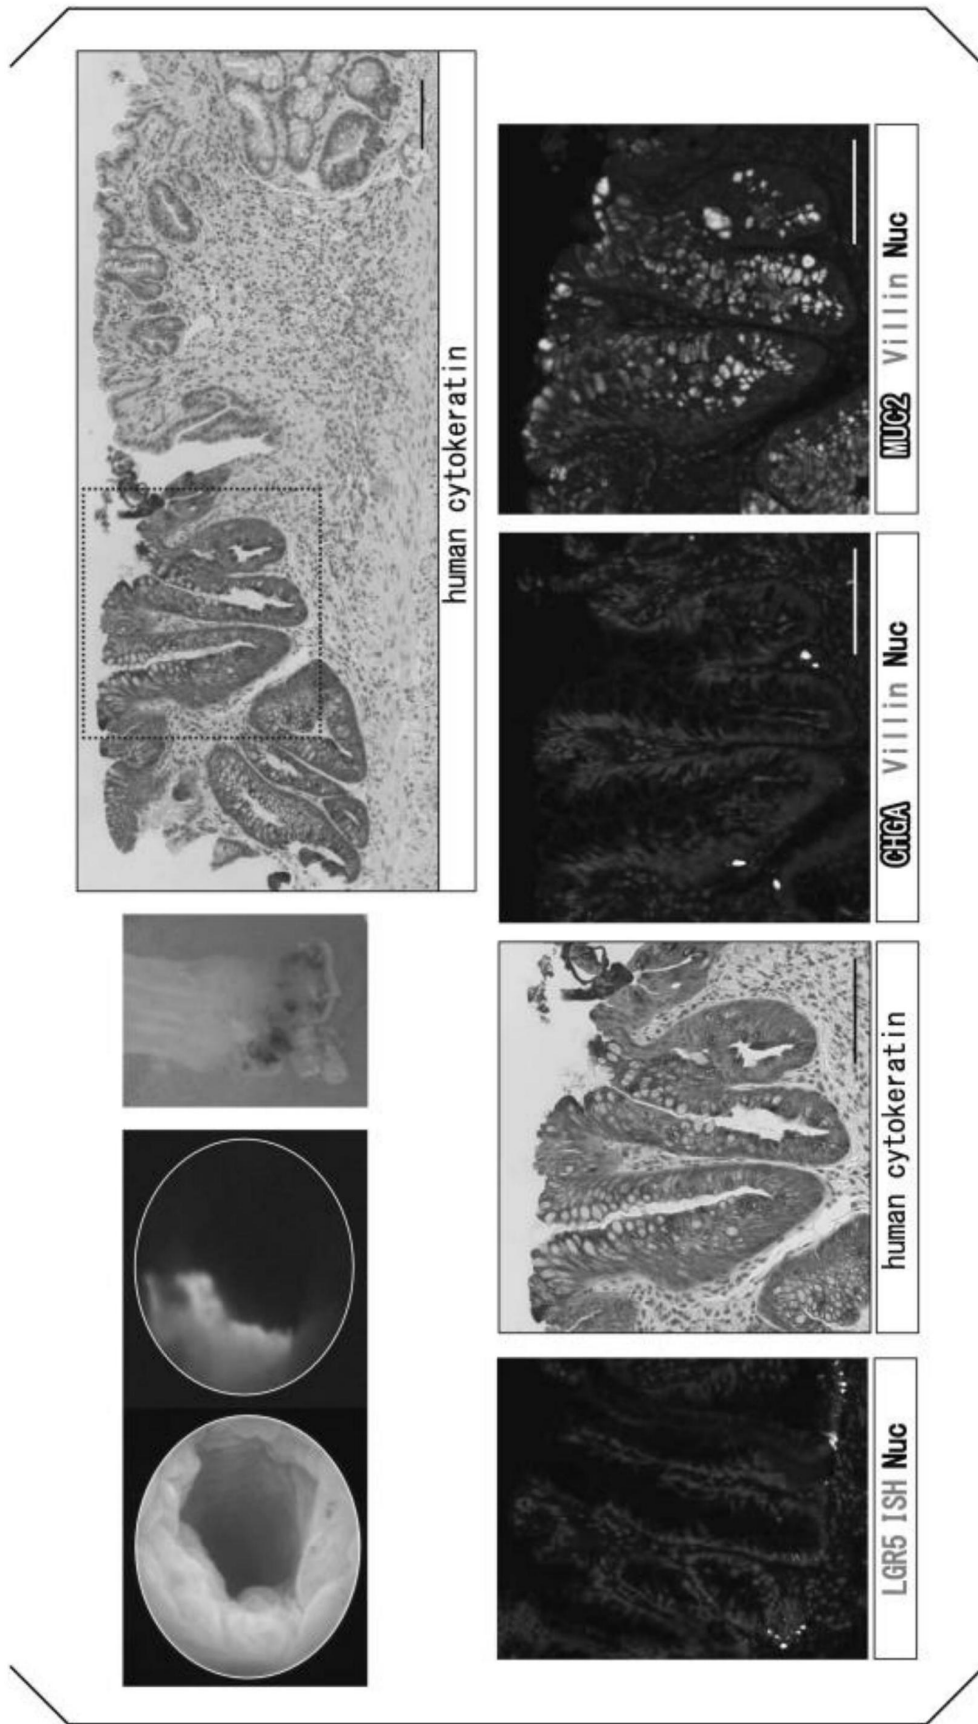 human cytokeratin
LGR5 ISH Nuc
human cytokeratin
CHGA Villin Nuc
MUC2 Villin Nuc